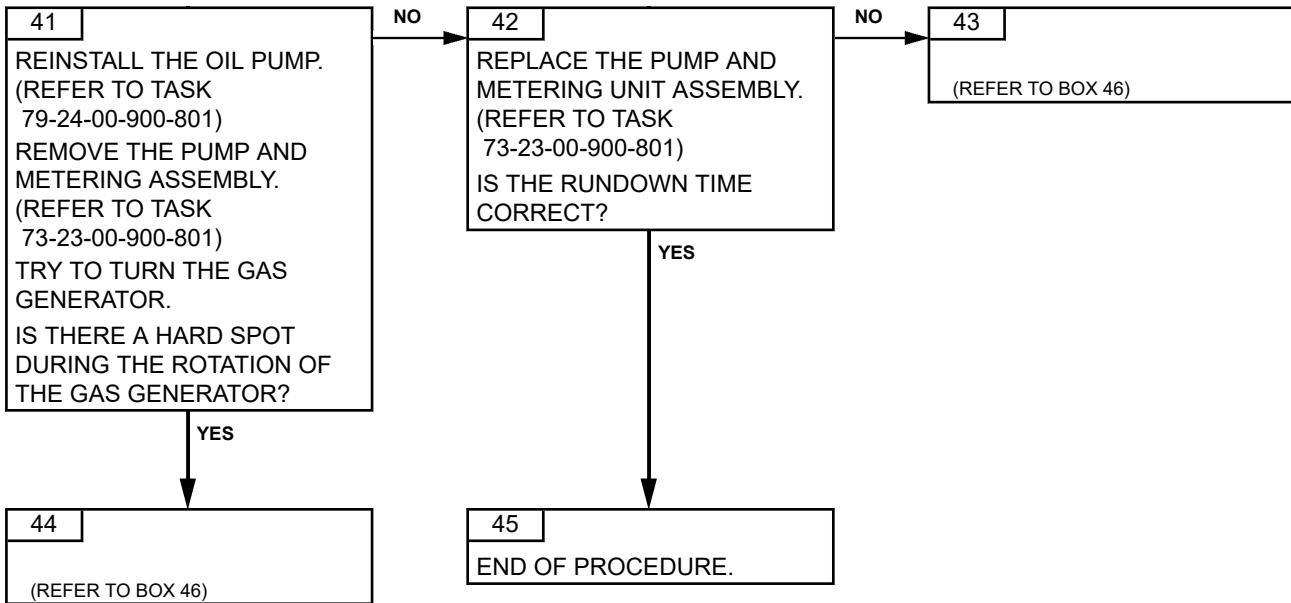 41
REINSTALL THE OIL PUMP.
(REFER TO TASK
79-24-00-900-801)
REMOVE THE PUMP AND
METERING ASSEMBLY.
(REFER TO TASK
73-23-00-900-801)
TRY TO TURN THE GAS
GENERATOR.
IS THERE A HARD SPOT
DURING THE ROTATION OF
THE GAS GENERATOR?
NO
42
REPLACE THE PUMP AND
METERING UNIT ASSEMBLY.
(REFER TO TASK
73-23-00-900-801)
IS THE RUNDOWN TIME
CORRECT?
NO
43
(REFER TO BOX 46)
YES
YES
44
(REFER TO BOX 46)
45
END OF PROCEDURE.